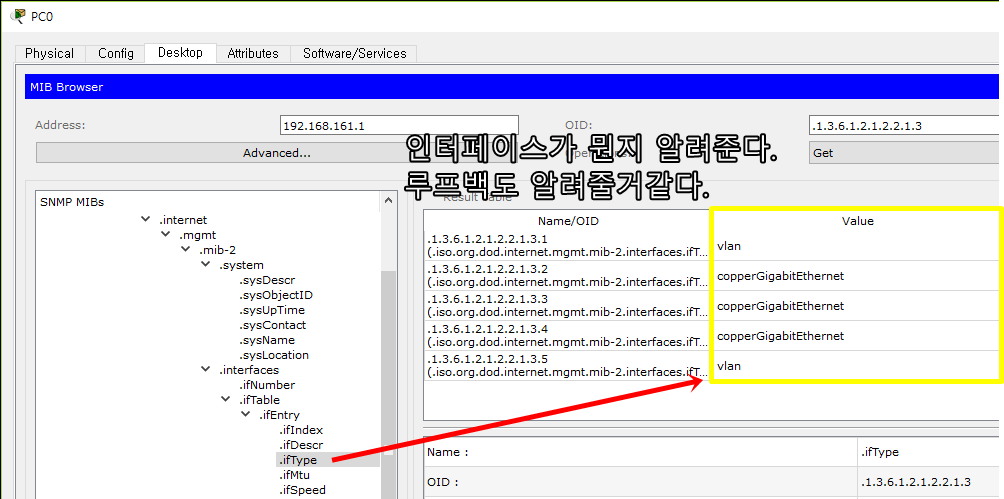 PC0
Physical Config Desktop Attributes Software/Services
MIB Browser
Address: 192.168.161.1 OID: .1.3.6.1.2.1.2.2.1.3
Advanced... Get
인터페이스가 뭔지 알려준다.
루프백도 알려줄거같다.
SNMP MIBs
Result Table
.internet
.mgmt
.mib-2
.system
.sysDescr
.sysObjectID
.sysUpTime
.sysContact
.sysName
.sysLocation
.interfaces
.ifNumber
.ifTable
.ifEntry
.ifIndex
.ifDescr
.ifType
.ifMtu
.ifSpeed
Name/OID Value
.1.3.6.1.2.1.2.2.1.3.1
(.iso.org.dod.internet.mgmt.mib-2.interfaces.ifT... vlan
.1.3.6.1.2.1.2.2.1.3.2
(.iso.org.dod.internet.mgmt.mib-2.interfaces.ifT... copperGigabitEthernet
.1.3.6.1.2.1.2.2.1.3.3
(.iso.org.dod.internet.mgmt.mib-2.interfaces.ifT... copperGigabitEthernet
.1.3.6.1.2.1.2.2.1.3.4
(.iso.org.dod.internet.mgmt.mib-2.interfaces.ifT... copperGigabitEthernet
.1.3.6.1.2.1.2.2.1.3.5
(.iso.org.dod.internet.mgmt.mib-2.interfaces.ifT... vlan
Name : .ifType
OID : .1.3.6.1.2.1.2.2.1.3